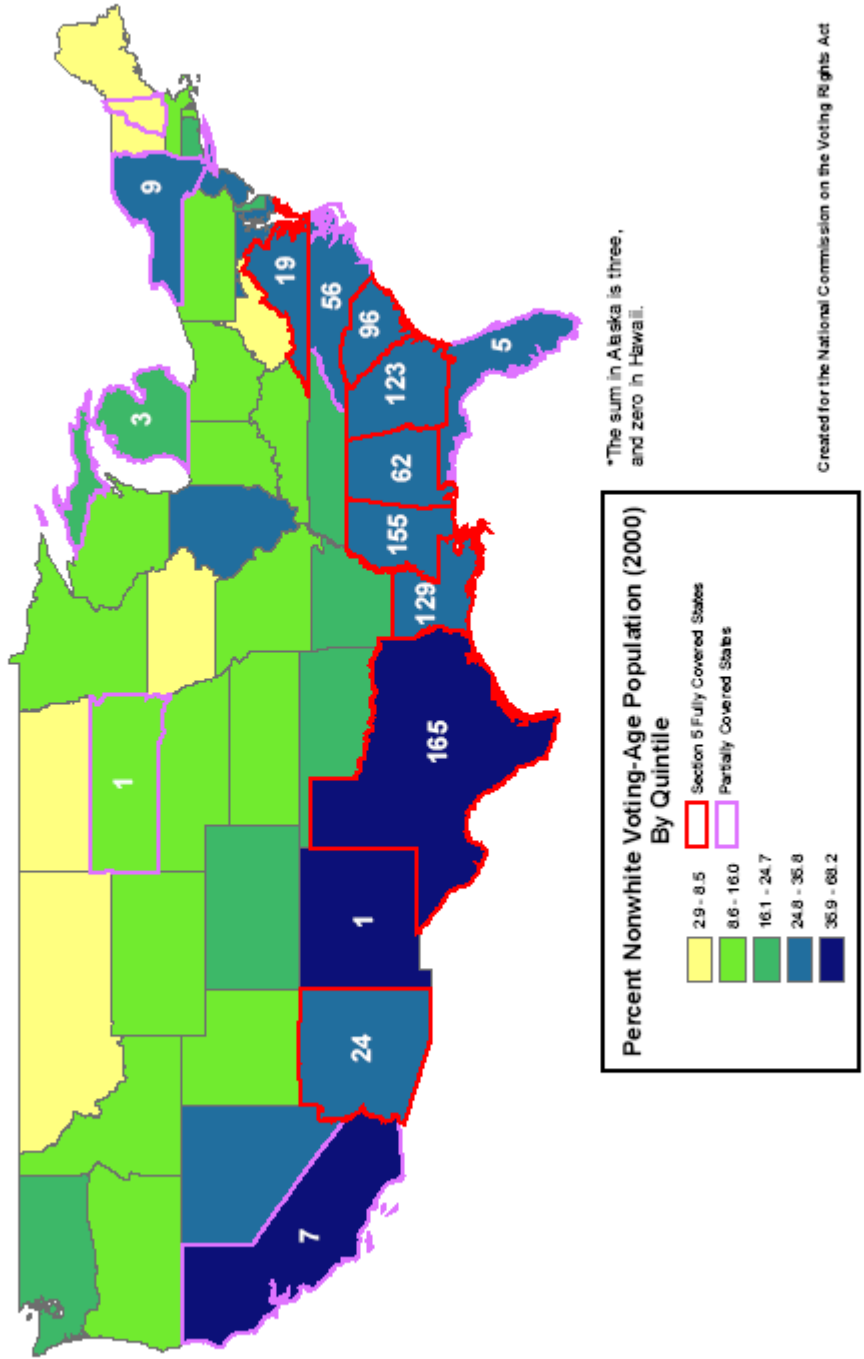 9
3
19
1
56
96
123
62
155
129
5
165
1
24
7
*The sum in Alaska is three,
and zero in Hawaii.
Percent Nonwhite Voting-Age Population (2000)
By Quintile
2.9 - 8.5
8.6 - 16.0
16.1 - 24.7
24.8 - 35.8
35.9 - 68.2
Section 5 Fully Covered States
Partially Covered States
Created for the National Commission on the Voting Rights Act